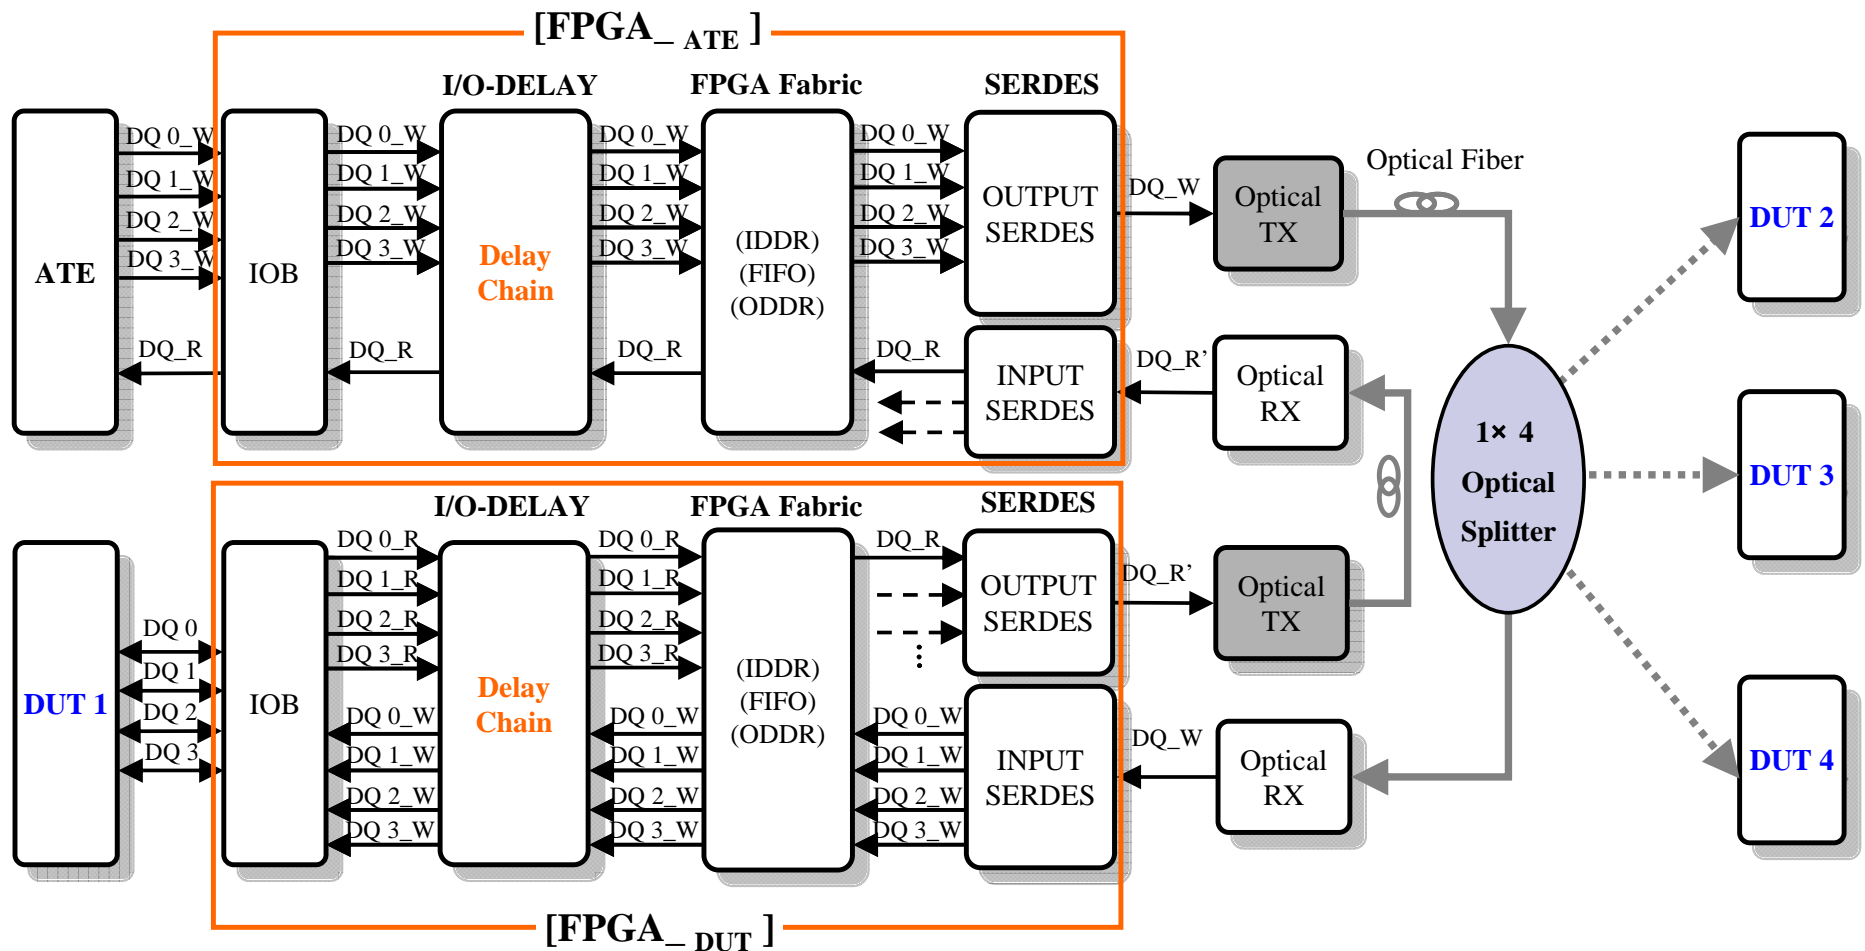 [FPGA_ ATE ]
I/O-DELAY
FPGA Fabric
SERDES
ATE
DQ 0_W
DQ 1_W
DQ 2_W
DQ 3_W
DQ_R
IOB
DQ 0_W
DQ 1_W
DQ 2_W
DQ 3_W
DQ_R
Delay
Chain
DQ 0_W
DQ 1_W
DQ 2_W
DQ 3_W
DQ_R
(IDDR)
(FIFO)
(ODDR)
DQ 0_W
DQ 1_W
DQ 2_W
DQ 3_W
DQ_R
OUTPUT
SERDES
INPUT
SERDES
DQ_W
DQ_R’
Optical
TX
Optical
RX
Optical Fiber
1× 4
Optical
Splitter
DUT 2
DUT 3
DUT 4
I/O-DELAY
FPGA Fabric
SERDES
DUT 1
DQ 0
DQ 1
DQ 2
DQ 3
IOB
DQ 0_R
DQ 1_R
DQ 2_R
DQ 3_R
DQ 0_W
DQ 1_W
DQ 2_W
DQ 3_W
Delay
Chain
DQ 0_R
DQ 1_R
DQ 2_R
DQ 3_R
DQ 0_W
DQ 1_W
DQ 2_W
DQ 3_W
(IDDR)
(FIFO)
(ODDR)
DQ_R
DQ 0_W
DQ 1_W
DQ 2_W
DQ 3_W
OUTPUT
SERDES
INPUT
SERDES
DQ_R’
DQ_W
Optical
TX
Optical
RX
[FPGA_ DUT ]